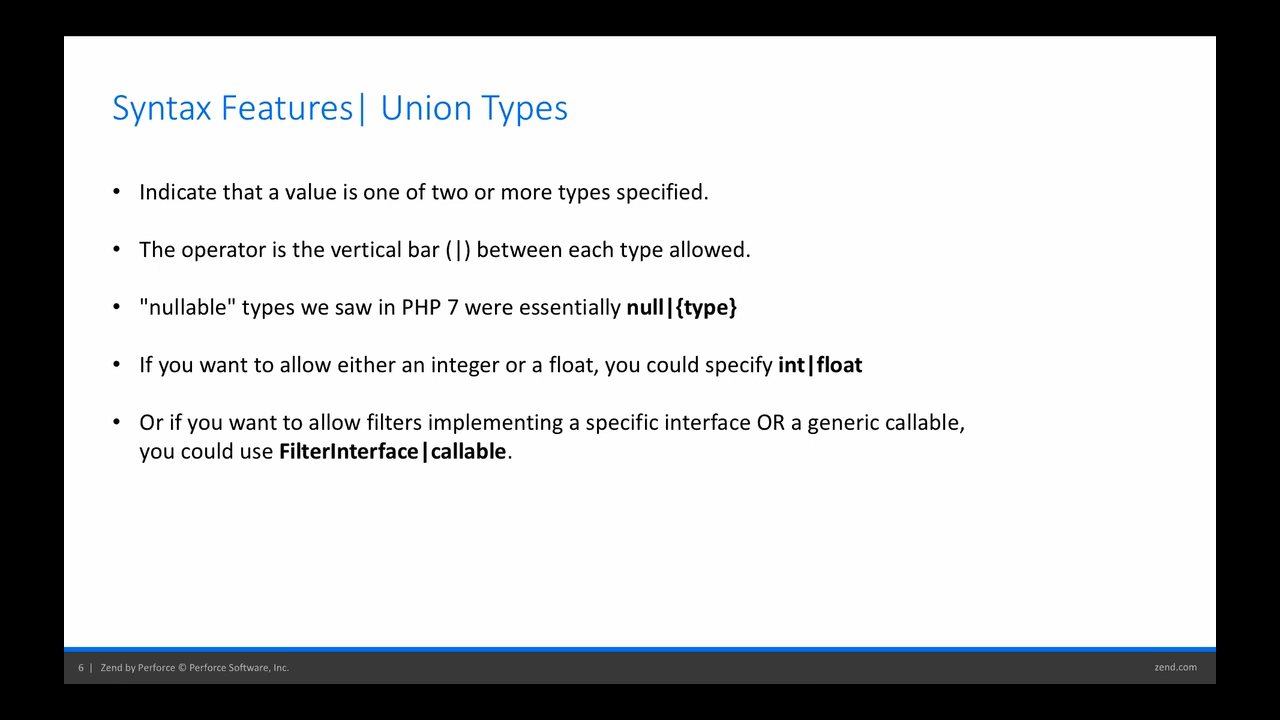 Syntax Features| Union Types
• Indicate that a value is one of two or more types specified.
• The operator is the vertical bar (|) between each type allowed.
• "nullable" types we saw in PHP 7 were essentially null|{type}
• If you want to allow either an integer or a float, you could specify int|float
• Or if you want to allow filters implementing a specific interface OR a generic callable,
you could use FilterInterface|callable.
6 | Zend by Perforce © Perforce Software, Inc.
zend.com